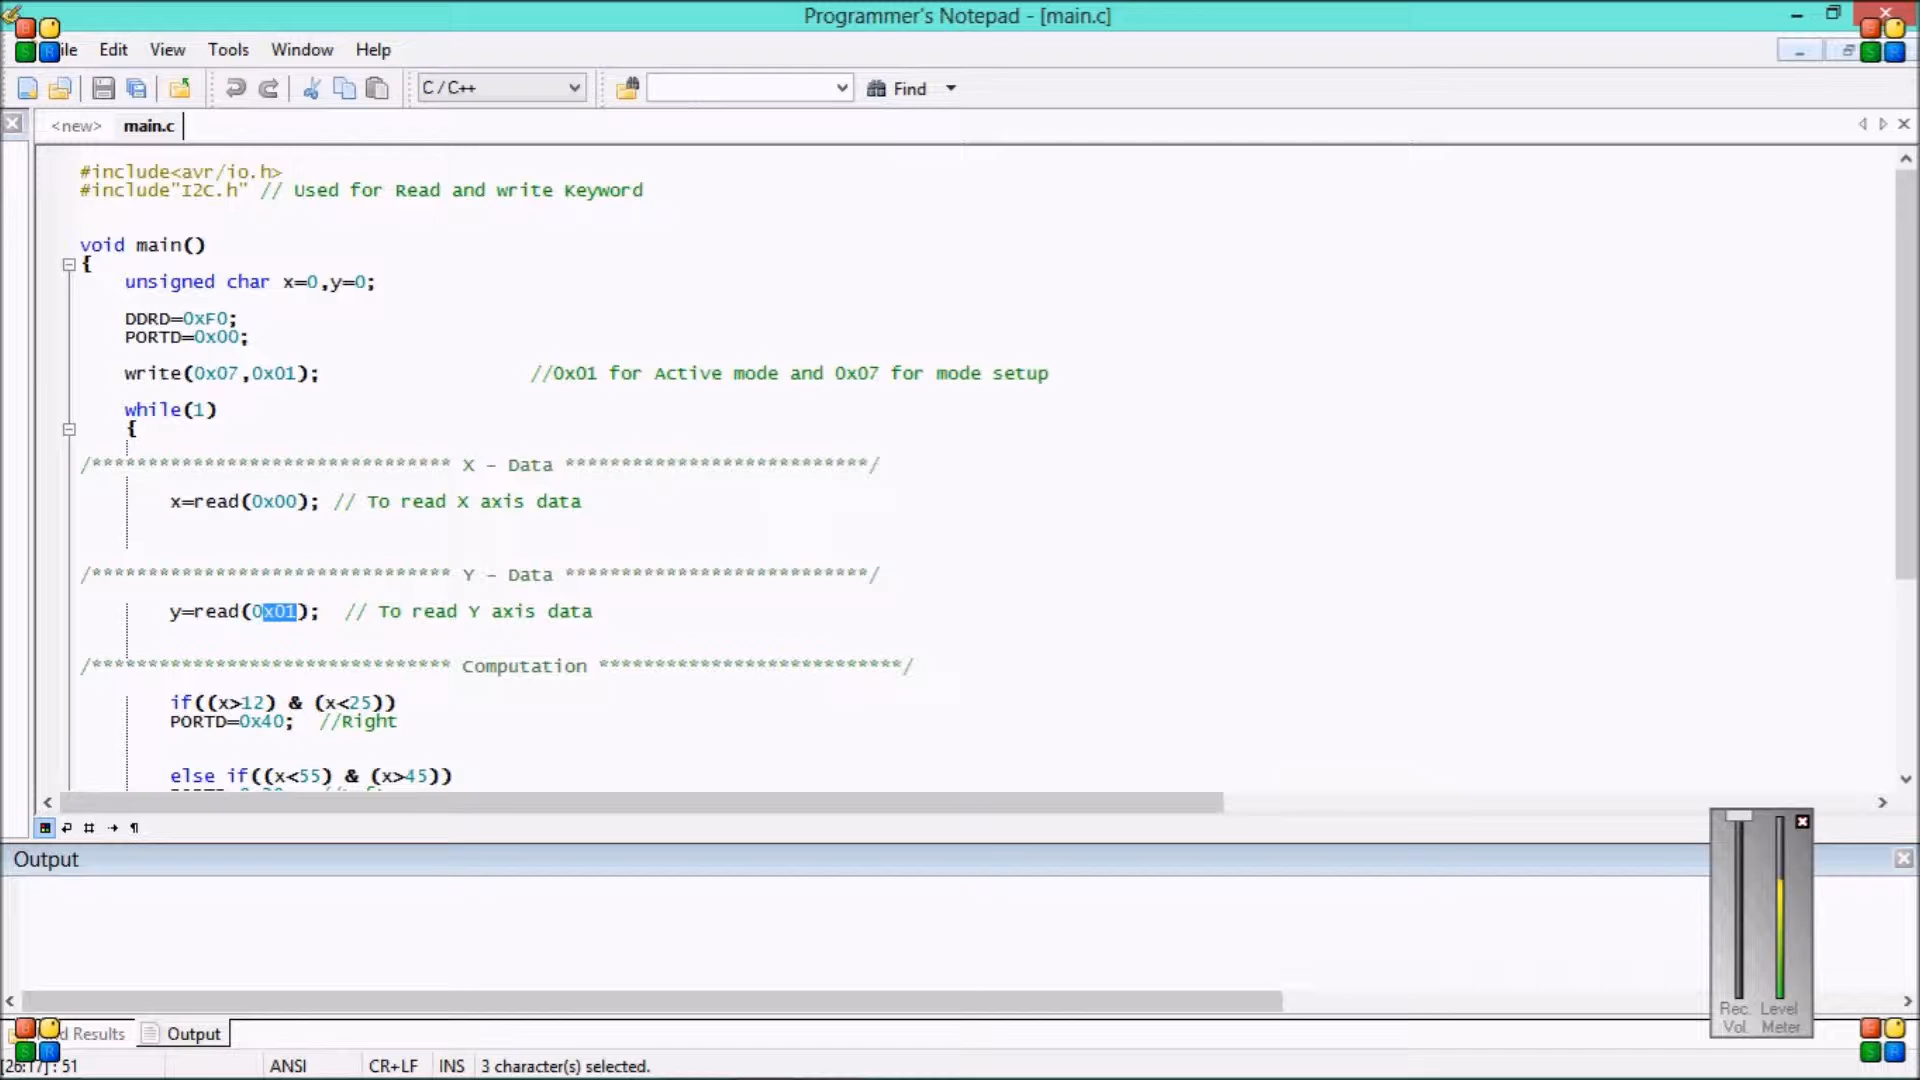 Programmer's Notepad - [main.c]
ile Edit View Tools Window Help
C / C++
Find
<new> main.c
#include<avr/io.h>
#include"I2C.h" // Used for Read and write Keyword
void main()
{
unsigned char x=0,y=0;
DDRD=0xF0;
PORTD=0x00;
write(0x07,0x01); //0x01 for Active mode and 0x07 for mode setup
while(1)
{
/******************************** X - Data ***************************/
x=read(0x00); // To read X axis data
/******************************** Y - Data ***************************/
y=read(0x01); // To read Y axis data
/******************************** Computation ***************************/
if((x>12) & (x<25))
PORTD=0x40; //Right
else if((x<55) & (x>45))
Output
Rec. Level
Vol Meter
d Results Output
[26:17] : 51 ANSI CR+LF INS 3 character(s) selected.